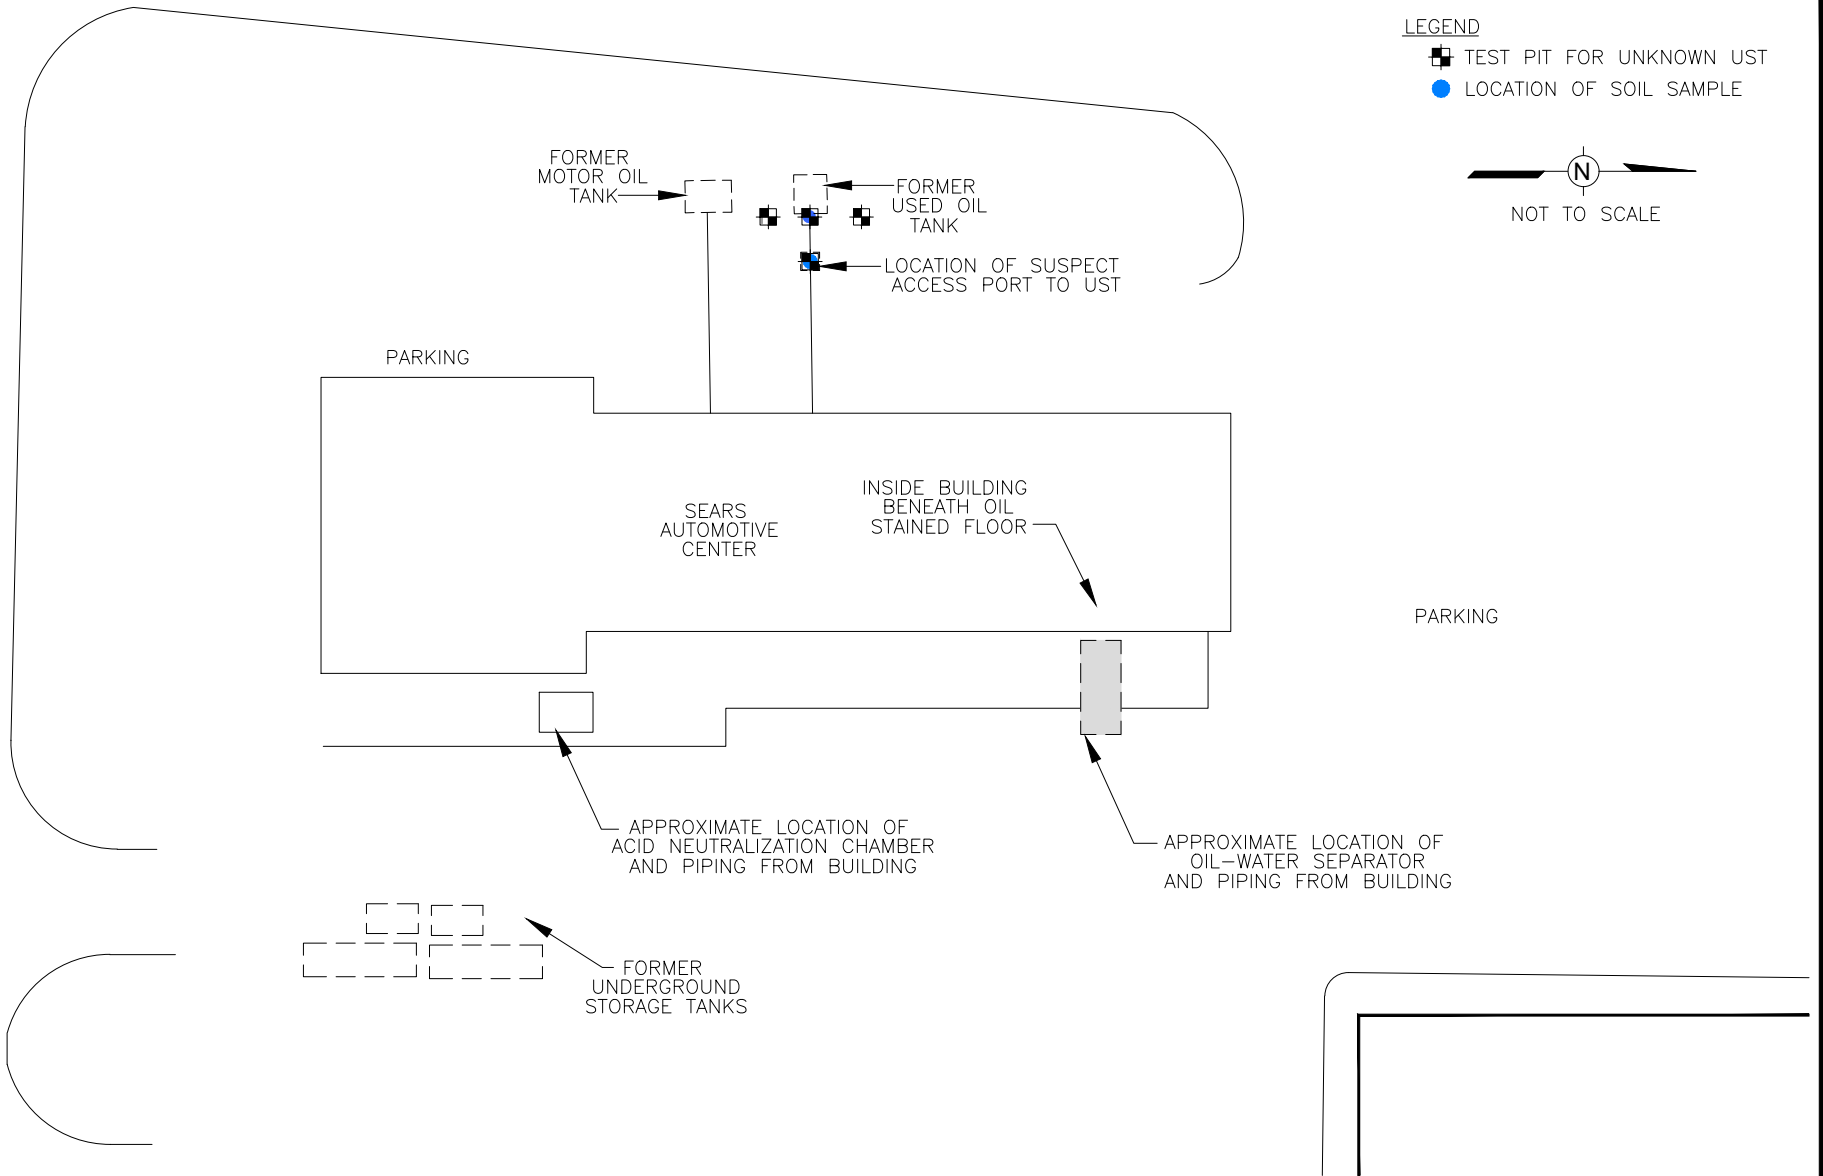 LEGEND
TEST PIT FOR UNKNOWN UST
LOCATION OF SOIL SAMPLE
N
NOT TO SCALE
FORMER
MOTOR OIL
TANK
FORMER
USED OIL
TANK
LOCATION OF SUSPECT
ACCESS PORT TO UST
PARKING
SEARS
AUTOMOTIVE
CENTER
INSIDE BUILDING
BENEATH OIL
STAINED FLOOR
PARKING
APPROXIMATE LOCATION OF
ACID NEUTRALIZATION CHAMBER
AND PIPING FROM BUILDING
APPROXIMATE LOCATION OF
OIL-WATER SEPARATOR
AND PIPING FROM BUILDING
FORMER
UNDERGROUND
STORAGE TANKS